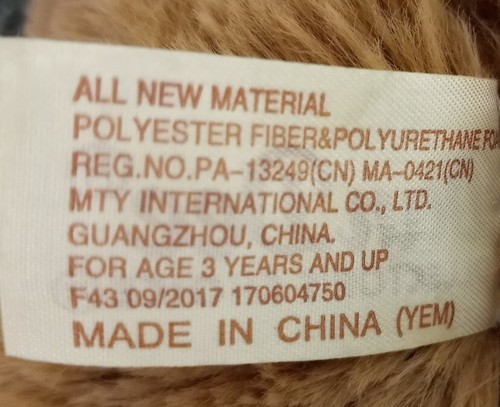 ALL NEW MATERIAL
POLYESTER FIBER&POLYURETHANE
REG.NO.PA-13249(CN) MA-0421(CN)
MTY INTERNATIONAL CO., LTD.
GUANGZHOU, CHINA.
FOR AGE 3 YEARS AND UP
F43 09/2017 170604750
MADE IN CHINA (YEM)